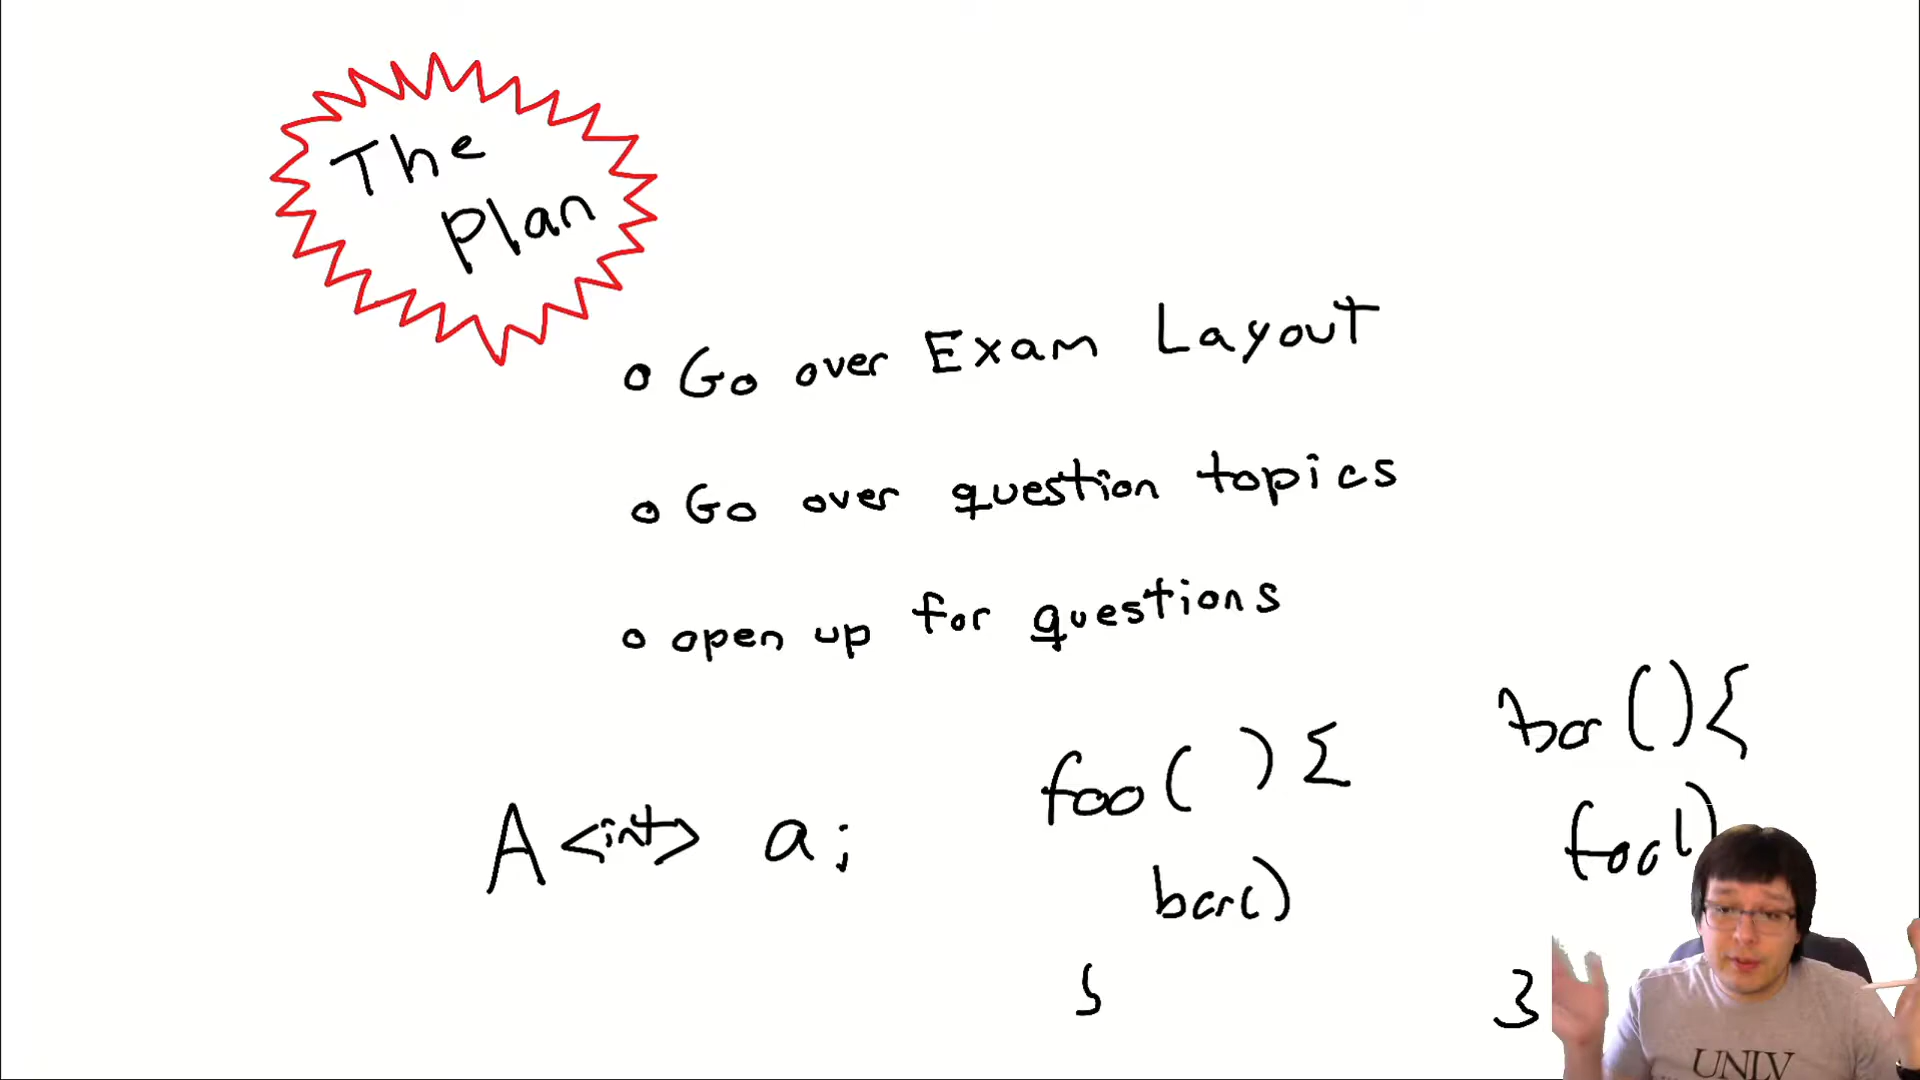 The
Plan
o Go over Exam Layout
o Go over question topics
o open up for questions
A <int> a;
foo( ) {
bar()
}
bar() {
foo()
}
UNLV